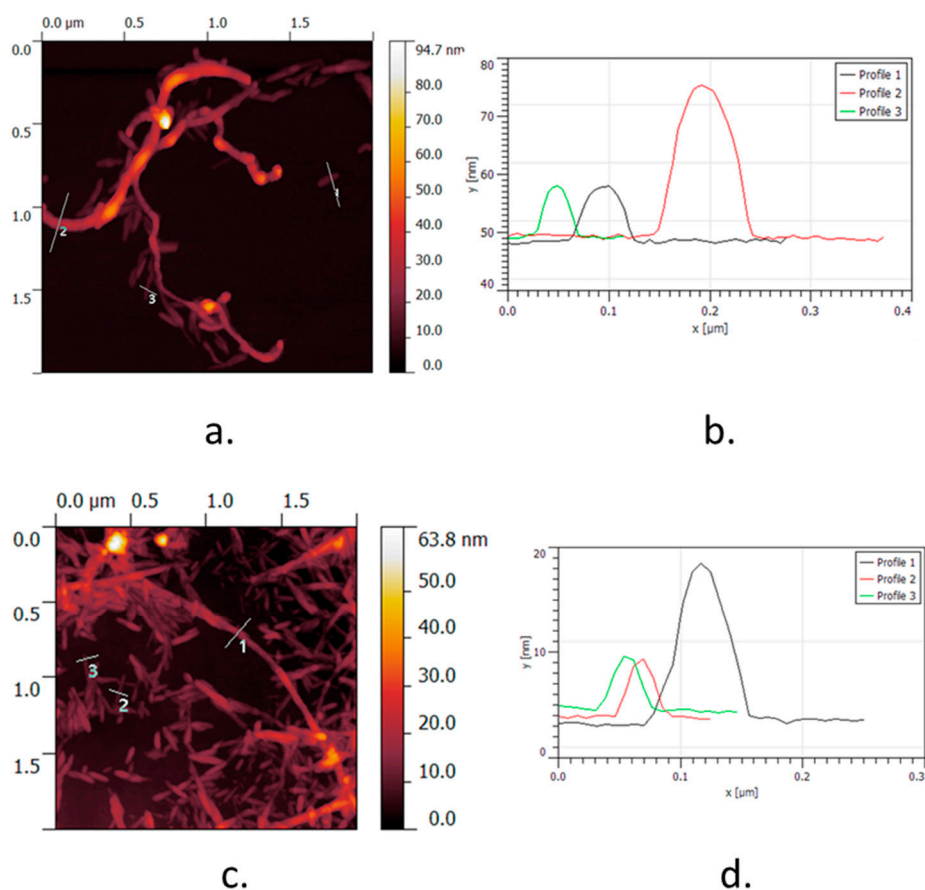 0.0 µm 0.5 1.0 1.5
0.0
0.5
1.0
1.5
1
2
3
94.7 nm
80.0
70.0
60.0
50.0
40.0
30.0
20.0
10.0
0.0
80
70
60
50
40
y [nm]
Profile 1
Profile 2
Profile 3
0.0 0.1 0.2 0.3 0.4
x [µm]
a. b.
0.0 µm 0.5 1.0 1.5
0.0
0.5
1.0
1.5
1
3
2
63.8 nm
50.0
40.0
30.0
20.0
10.0
0.0
20
10
0
y [nm]
Profile 1
Profile 2
Profile 3
0.0 0.1 0.2 0.3
x [µm]
c. d.